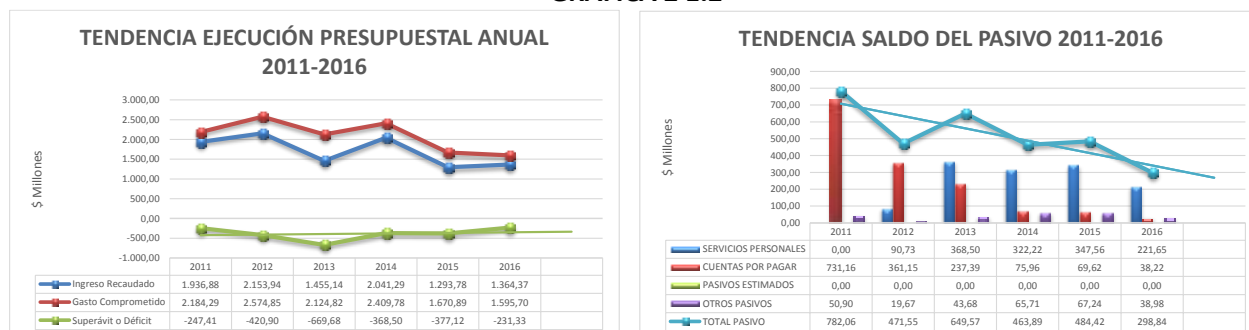 TENDENCIA EJECUCIÓN PRESUPUESTAL ANUAL
2011-2016
$ Millones
3.000,00
2.500,00
2.000,00
1.500,00
1.000,00
500,00
0,00
-500,00
-1.000,00
2011 2012 2013 2014 2015 2016
Ingreso Recaudado 1.936,88 2.153,94 1.455,14 2.041,29 1.293,78 1.364,37
Gasto Comprometido 2.184,29 2.574,85 2.124,82 2.409,78 1.670,89 1.595,70
Superávit o Déficit -247,41 -420,90 -669,68 -368,50 -377,12 -231,33
TENDENCIA SALDO DEL PASIVO 2011-2016
$ Millones
900,00
800,00
700,00
600,00
500,00
400,00
300,00
200,00
100,00
0,00
2011 2012 2013 2014 2015 2016
SERVICIOS PERSONALES 0,00 90,73 368,50 322,22 347,56 221,65
CUENTAS POR PAGAR 731,16 361,15 237,39 75,96 69,62 38,22
PASIVOS ESTIMADOS 0,00 0,00 0,00 0,00 0,00 0,00
OTROS PASIVOS 50,90 19,67 43,68 65,71 67,24 38,98
TOTAL PASIVO 782,06 471,55 649,57 463,89 484,42 298,84